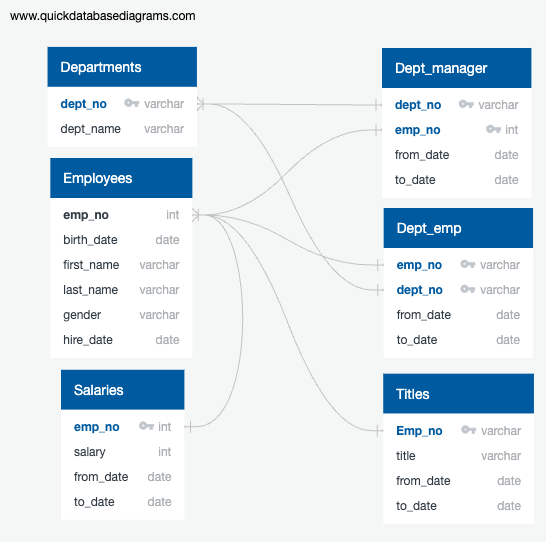 www.quickdatabasediagrams.com
Departments
dept_no varchar
dept_name varchar
Employees
emp_no int
birth_date date
first_name varchar
last_name varchar
gender varchar
hire_date date
Salaries
emp_no int
salary int
from_date date
to_date date
Dept_manager
dept_no varchar
emp_no int
from_date date
to_date date
Dept_emp
emp_no varchar
dept_no varchar
from_date date
to_date date
Titles
Emp_no varchar
title varchar
from_date date
to_date date